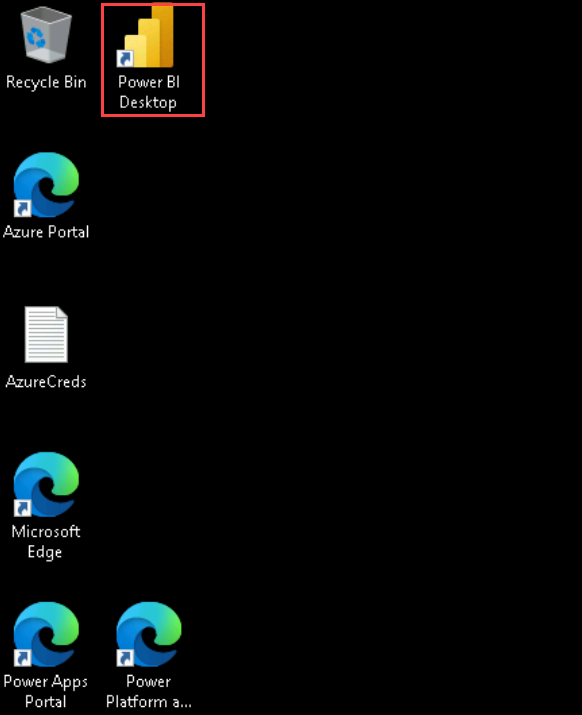 Recycle Bin
Power BI
Desktop
Azure Portal
AzureCreds
Microsoft
Edge
Power Apps
Portal
Power
Platform a...